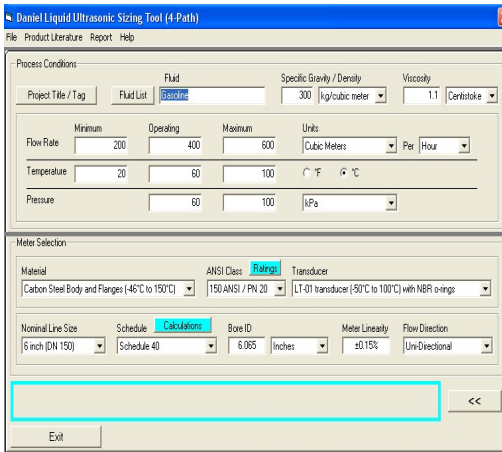 Daniel Liquid Ultrasonic Sizing Tool (4-Path)
File Product Literature Report Help
Process Conditions
Fluid Specific Gravity / Density Viscosity
Project Title / Tag Fluid List Gasoline 300 kg/cubic meter 1.1 Centistoke
Minimum Operating Maximum Units
Flow Rate 200 400 600 Cubic Meters Per Hour
Temperature 20 60 100 °F °C
Pressure 60 100 kPa
Meter Selection
Material ANSI Class Ratings Transducer
Carbon Steel Body and Flanges (-46°C to 150°C) 150 ANSI / PN 20 LT-01 transducer (-50°C to 100°C) with NBR o-rings
Nominal Line Size Schedule Calculations Bore ID Meter Linearity Flow Direction
6 inch (DN 150) Schedule 40 6.065 Inches ±0.15% Uni-Directional
<<
Exit